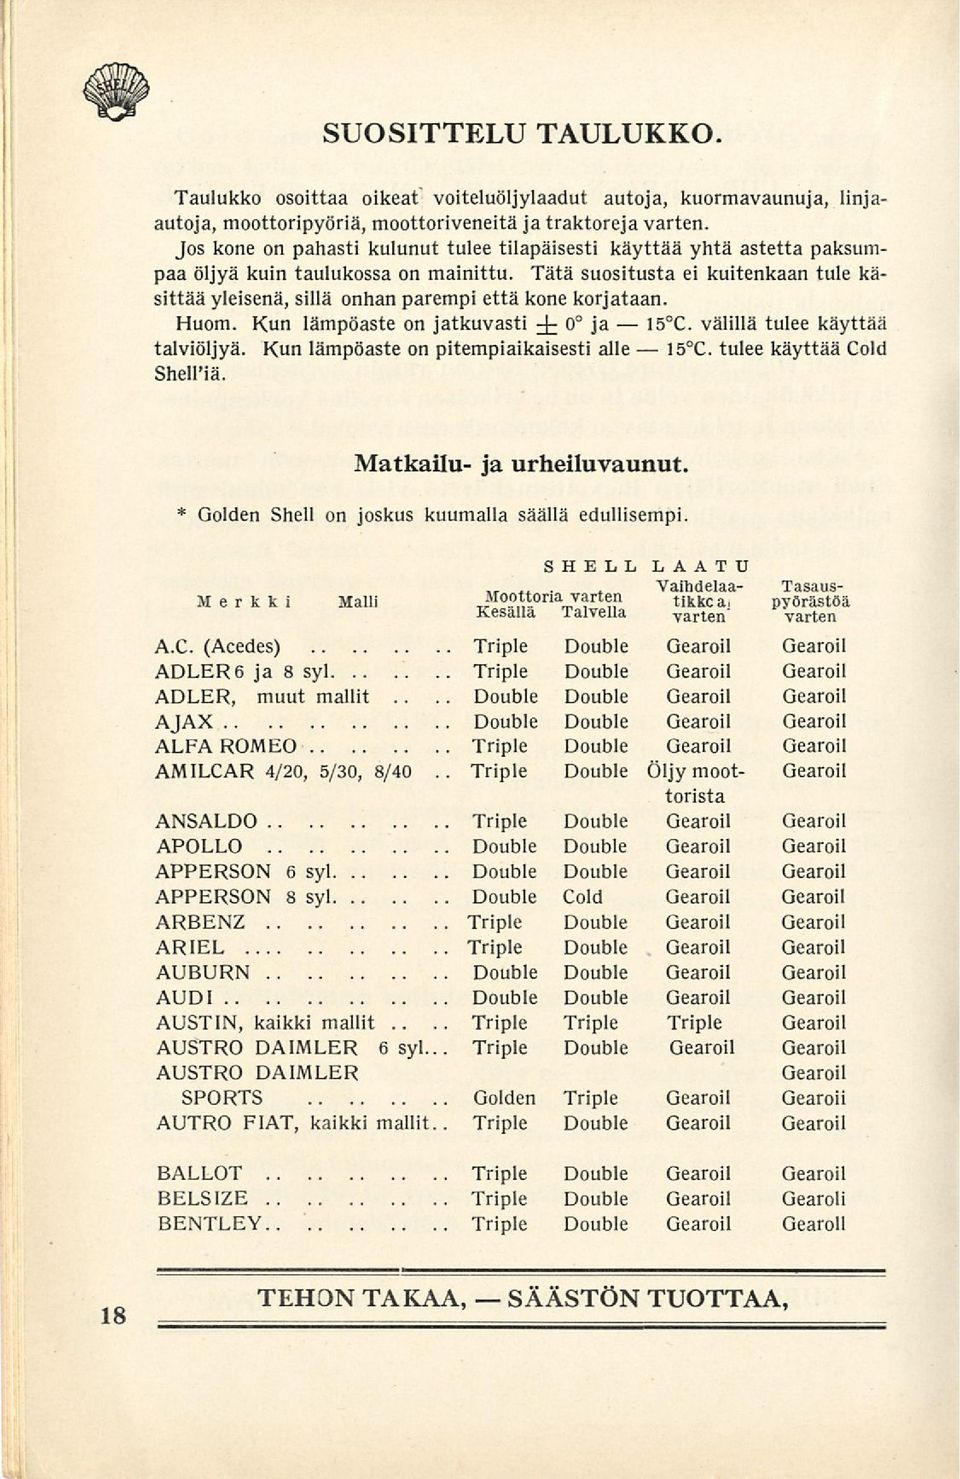 SHELL
SUOSITTELU TAULUKKO.
Taulukko osoittaa oikeat voiteluöljylaadut autoja, kuormavaunuja, linja-
autoja, moottoripyöriä, moottoriveneitä ja traktoreja varten.
Jos kone on pahasti kulunut tulee tilapäisesti käyttää yhtä astetta paksum-
paa öljyä kuin taulukossa on mainittu. Tätä suositusta ei kuitenkaan tule kä-
sittää yleisenä, sillä onhan parempi että kone korjataan.
Huom. Kun lämpöaste on jatkuvasti ± 0° ja — 15°C. välillä tulee käyttää
talviöljyä. Kun lämpöaste on pitempiaikaisesti alle — 15°C. tulee käyttää Cold
Shell'iä.
Matkailu- ja urheiluvaunut.
* Golden Shell on joskus kuumalla säällä edullisempi.
SHELL LAATU
Merkki Malli Moottoria varten Kesällä Talvella Vaihdelaa-tikkoaj varten Tasaus-pyörästöä varten
A.C. (Acedes) .. .. .. .. Triple Double Gearoil Gearoil
ADLER 6 ja 8 syl. .. .. .. Triple Double Gearoil Gearoil
ADLER, muut mallit .. .. Double Double Gearoil Gearoil
AJAX .. .. .. .. .. .. Double Double Gearoil Gearoil
ALFA ROMEO .. .. .. .. Triple Double Gearoil Gearoil
AMILCAR 4/20, 5/30, 8/40 .. Triple Double Öljy moot- Gearoil
torista
ANSALDO .. .. .. .. .. Triple Double Gearoil Gearoil
APOLLO .. .. .. .. .. Double Double Gearoil Gearoil
APPERSON 6 syl. .. .. .. Double Double Gearoil Gearoil
APPERSON 8 syl. .. .. .. Double Cold Gearoil Gearoil
ARBENZ .. .. .. .. .. Triple Double Gearoil Gearoil
ARIEL .... .. .. .. .. Triple Double Gearoil Gearoil
AUBURN .. .. .. .. .. Double Double Gearoil Gearoil
AUDI .. .. .. .. .. .. Double Double Gearoil Gearoil
AUSTIN, kaikki mallit .. .. Triple Triple Triple Gearoil
AUSTRO DAIMLER 6 syl... Triple Double Gearoil Gearoil
AUSTRO DAIMLER Gearoil
SPORTS .. .. .. .. Golden Triple Gearoil Gearoii
AUTRO FIAT, kaikki mallit.. Triple Double Gearoil Gearoil
BALLOT .. .. .. .. .. Triple Double Gearoil Gearoil
BELSIZE .. .. .. .. .. Triple Double Gearoil Gearoli
BENTLEY.. .. .. .. .. Triple Double Gearoil Gearoll
TEHON TAKAA, — SÄÄSTÖN TUOTTAA,
18